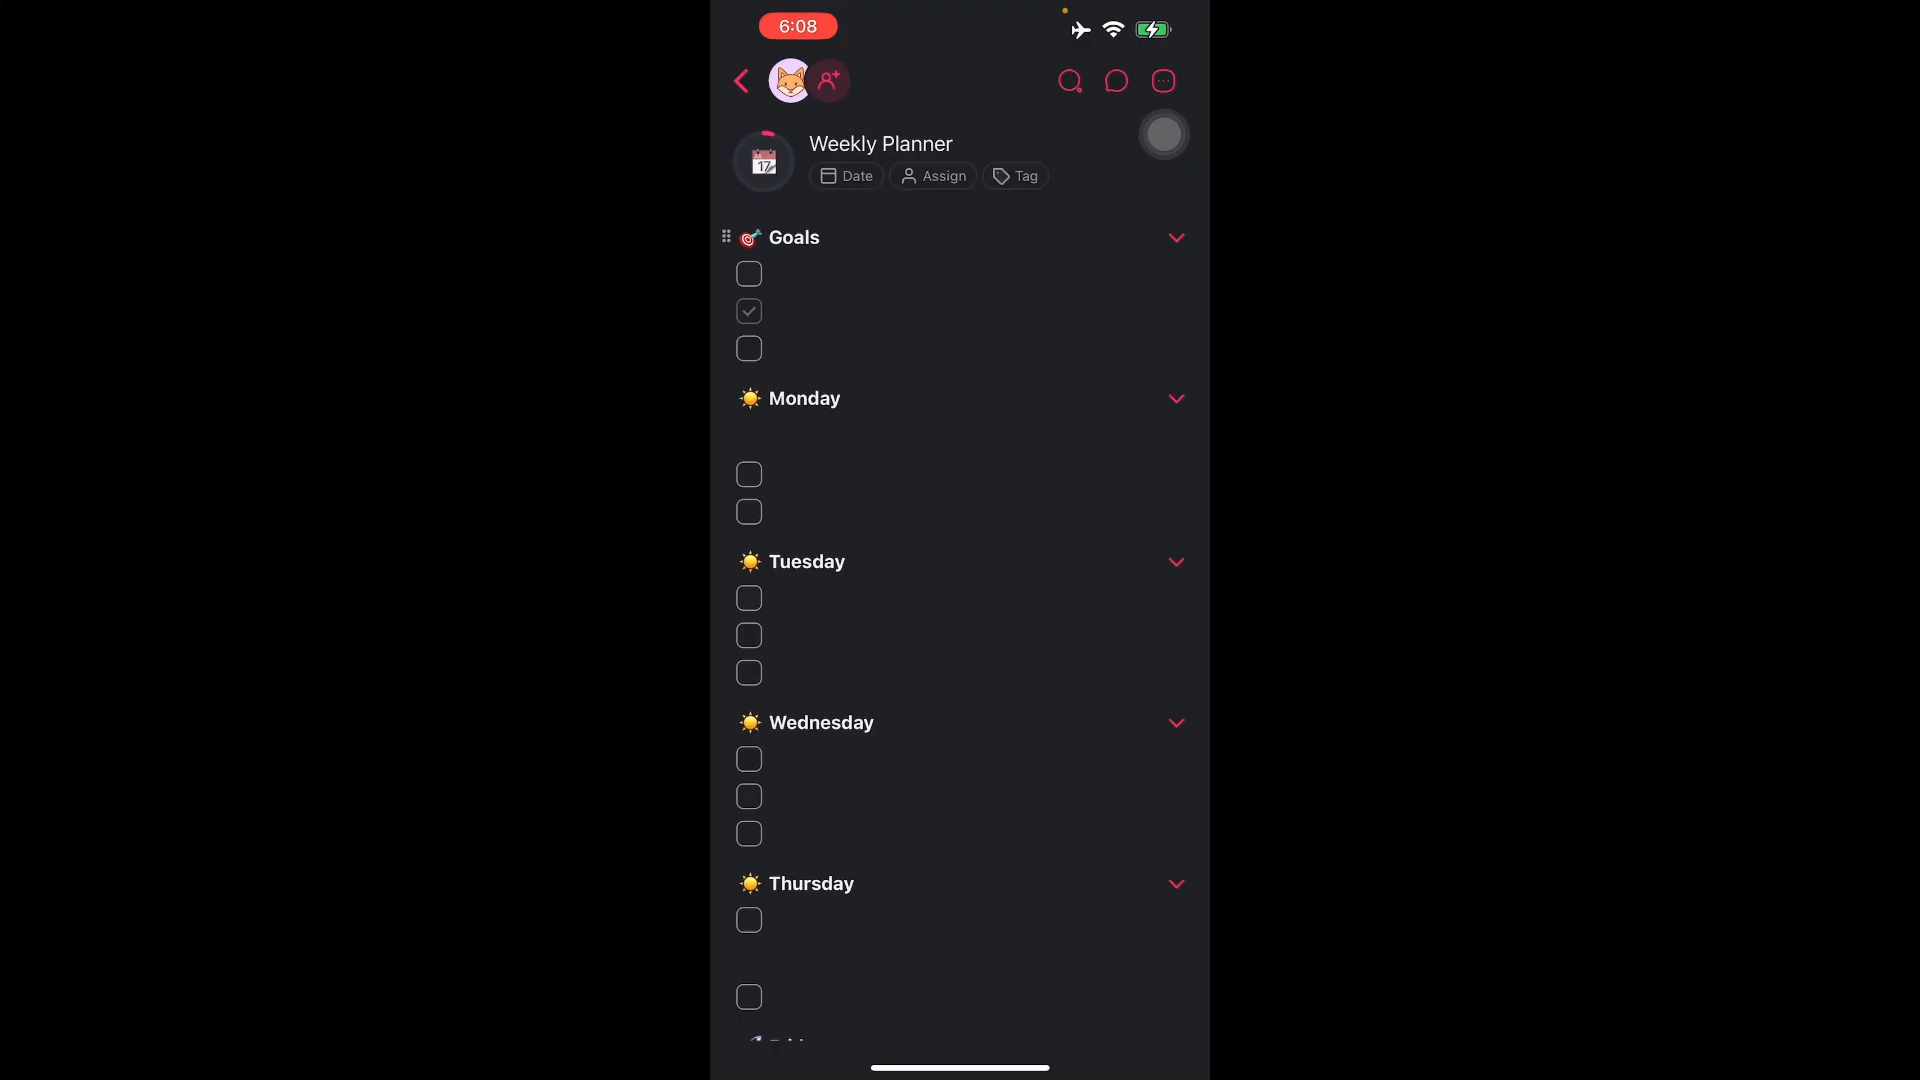 6:08
Weekly Planner
Date Assign Tag
Goals
Monday
Tuesday
Wednesday
Thursday